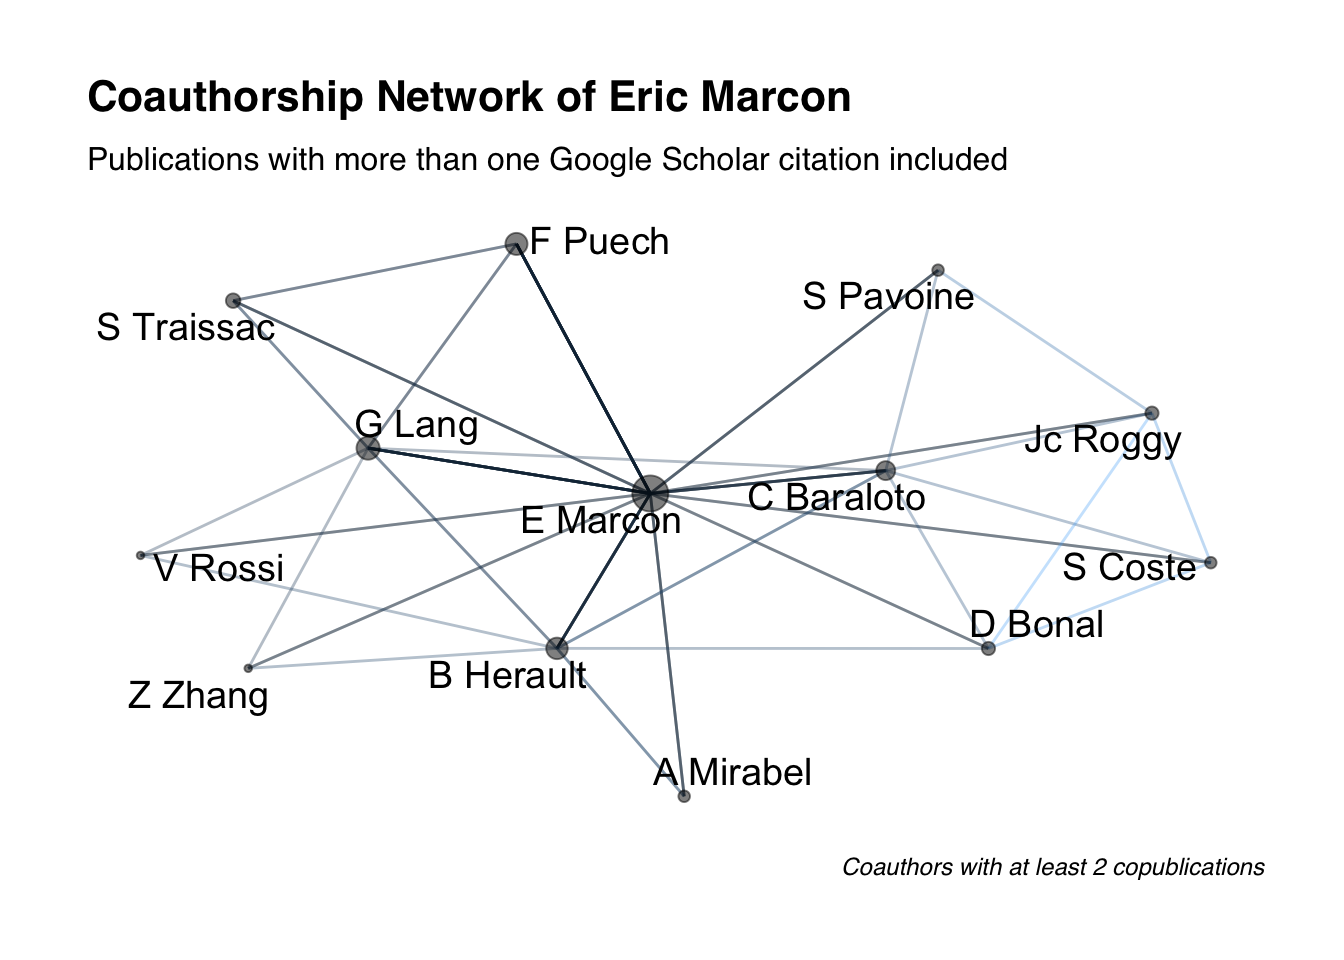 Coauthorship Network of Eric Marcon
Publications with more than one Google Scholar citation included
F Puech
S Pavoine
S Traissac
G Lang
Jc Roggy
C Baraloto
E Marcon
V Rossi
S Coste
D Bonal
B Herault
Z Zhang
A Mirabel
Coauthors with at least 2 copublications